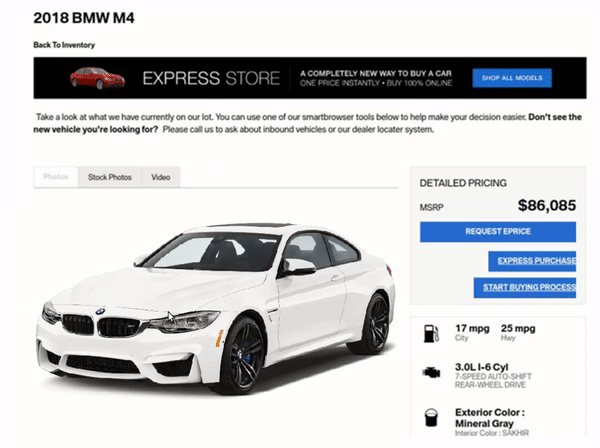 2018 BMW M4
Back To Inventory
EXPRESS STORE
A COMPLETELY NEW WAY TO BUY A CAR
ONE PRICE INSTANTLY • BUY 100% ONLINE
SHOP ALL MODELS
Take a look at what we have currently on our lot. You can use one of our smartbrowser tools below to help make your decision easier. Don't see the
new vehicle you're looking for? Please call us to ask about inbound vehicles or our dealer locater system.
Photos
Stock Photos
Video
DETAILED PRICING
MSRP
$86,085
REQUEST EPRICE
EXPRESS PURCHASE
START BUYING PROCESS
17 mpg 25 mpg
City Hwy
3.0L I-6 Cyl
7-SPEED AUTO-SHIFT
REAR-WHEEL DRIVE
Exterior Color :
Mineral Gray
Interior Color : SAKHIR